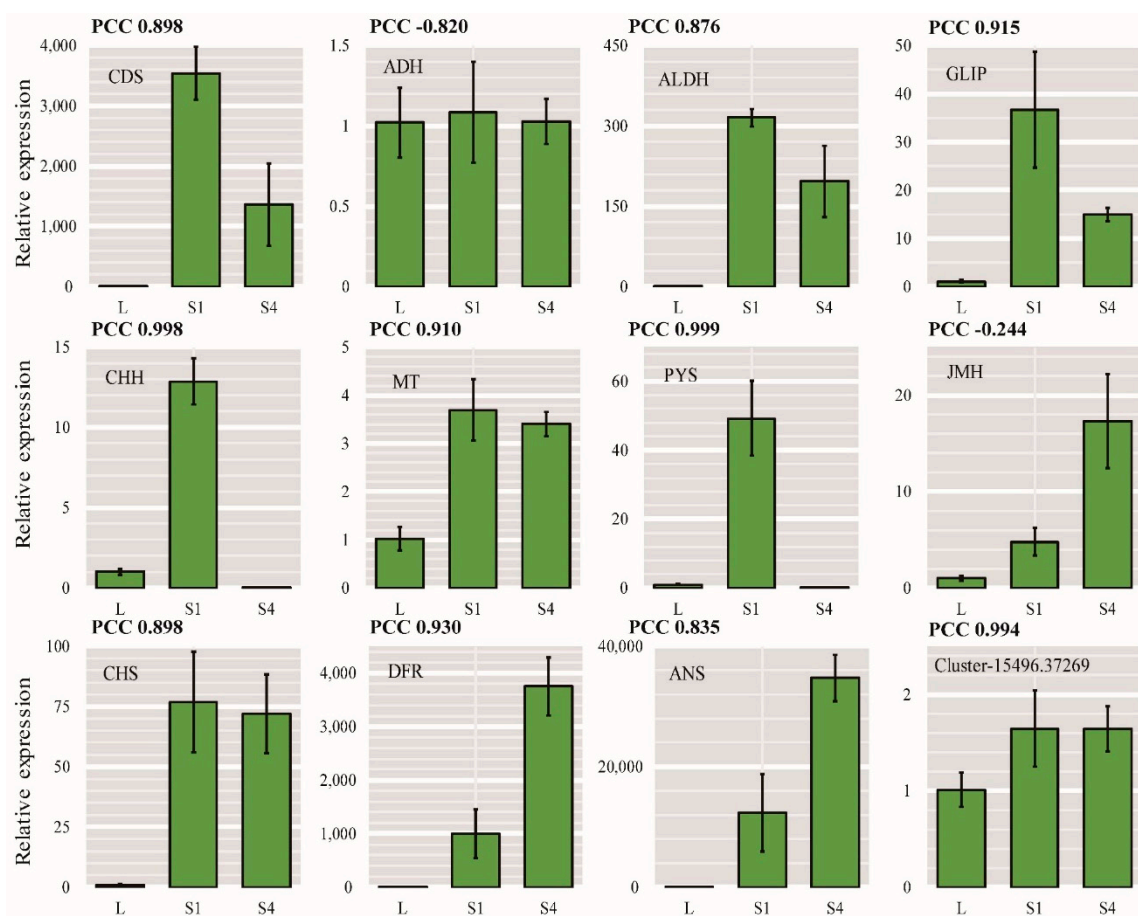 PCC 0.898
CDS
Relative expression
4,000
3,000
2,000
1,000
0
L S1 S4
PCC -0.820
ADH
1.5
1
0.5
0
L S1 S4
PCC 0.876
ALDH
450
300
150
0
L S1 S4
PCC 0.915
GLIP
50
40
30
20
10
0
L S1 S4
PCC 0.998
CHH
Relative expression
15
10
5
0
L S1 S4
PCC 0.910
MT
5
4
3
2
1
0
L S1 S4
PCC 0.999
PYS
60
40
20
0
L S1 S4
PCC -0.244
JMH
20
10
0
L S1 S4
PCC 0.898
CHS
Relative expression
100
75
50
25
0
L S1 S4
PCC 0.930
DFR
4,000
3,000
2,000
1,000
0
L S1 S4
PCC 0.835
ANS
40,000
20,000
0
L S1 S4
PCC 0.994
Cluster-15496.37269
2
1
0
L S1 S4